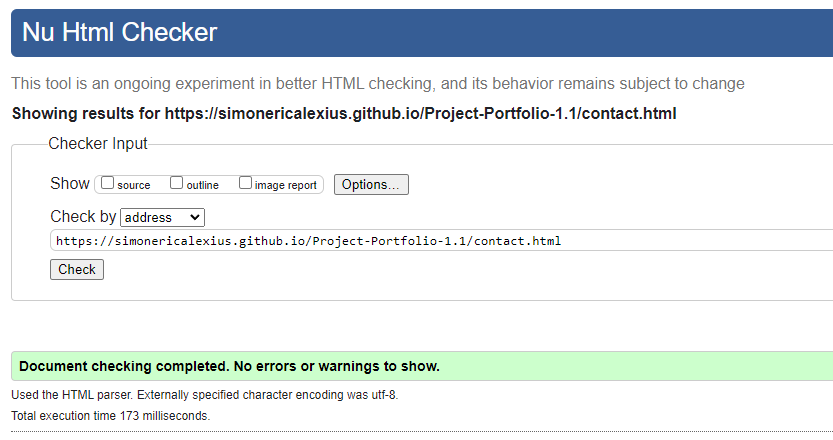 Nu Html Checker
This tool is an ongoing experiment in better HTML checking, and its behavior remains subject to change
Showing results for https://simonericalexius.github.io/Project-Portfolio-1.1/contact.html
Checker Input
Show source outline image report Options...
Check by address
https://simonericalexius.github.io/Project-Portfolio-1.1/contact.html
Check
Document checking completed. No errors or warnings to show.
Used the HTML parser. Externally specified character encoding was utf-8.
Total execution time 173 milliseconds.